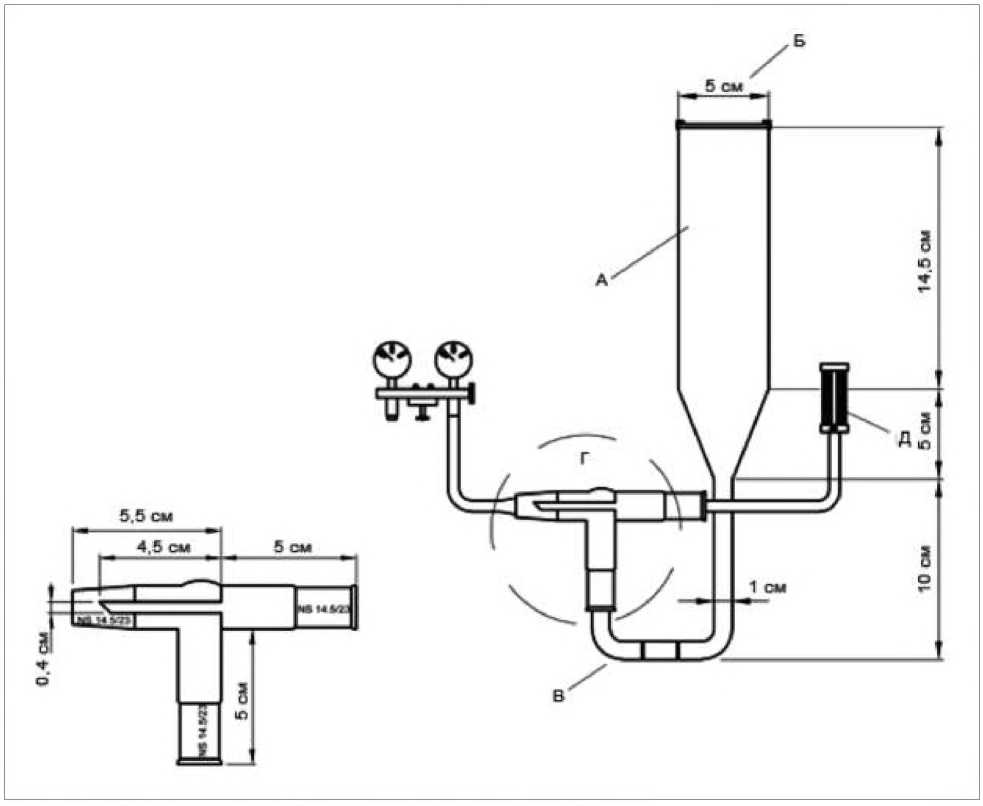 Б
5 см
А
14,5 см
Д
5 см
Г
5,5 см
4,5 см
5 см
10 см
1 см
NS 14.5/23
NS 14.5/23
0,4 см
5 см
NS 14.5/23
В